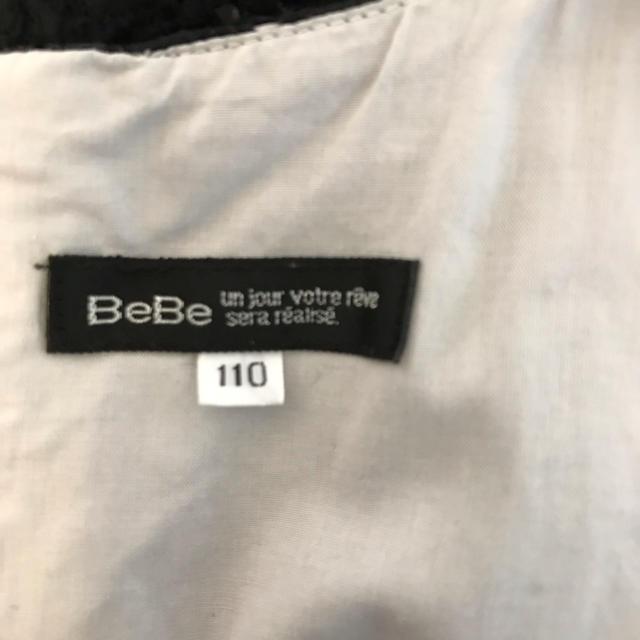 BeBe
un jour votre rêve
sera réalisé.
110